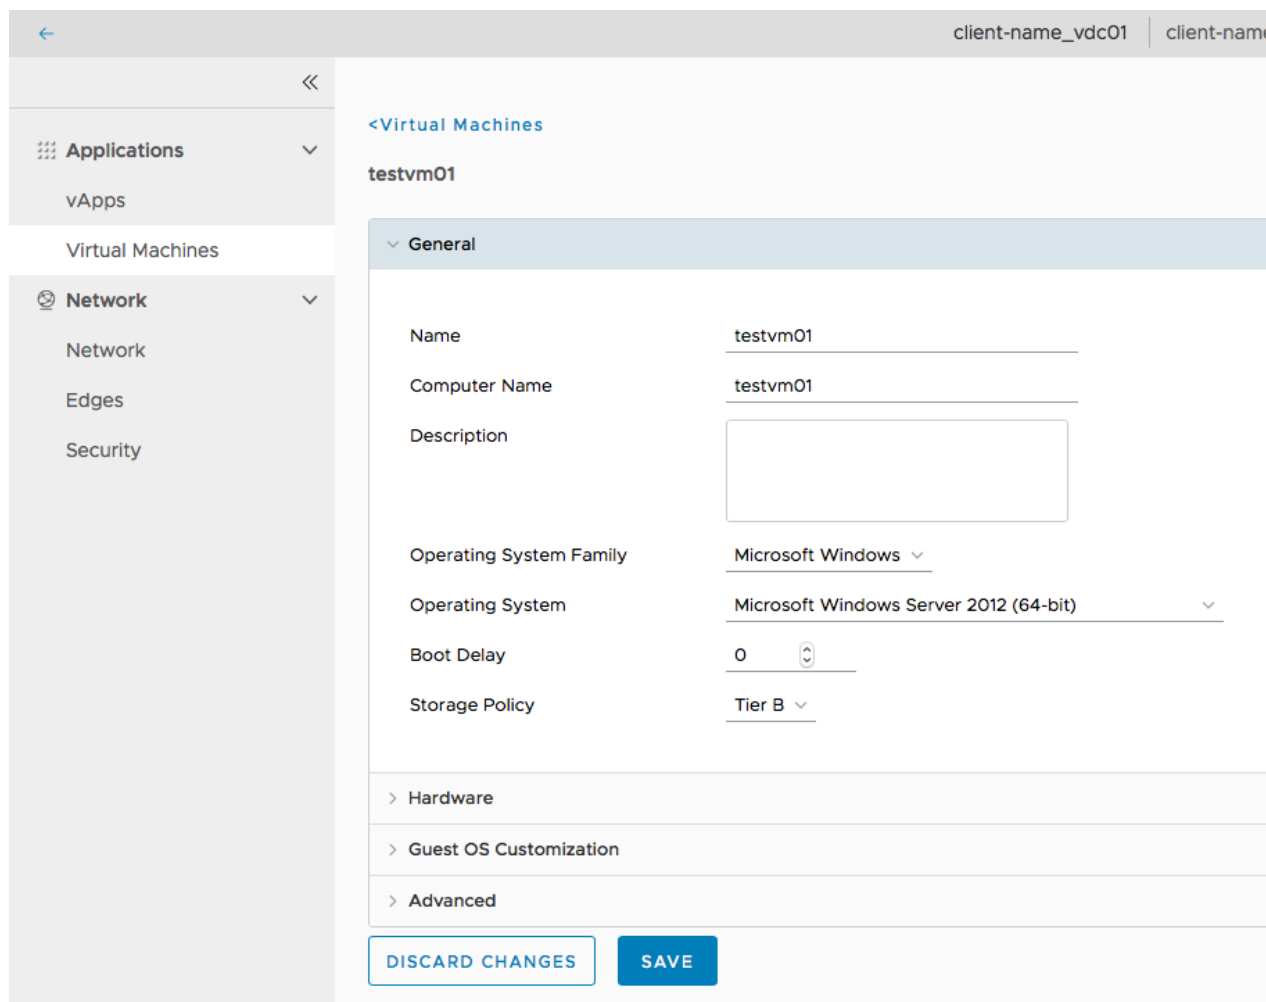 client-name_vdc01 client-name
<Virtual Machines
Applications
testvm01
vApps
Virtual Machines
General
Network
Name testvm01
Network
Computer Name testvm01
Edges
Description
Security
Operating System Family Microsoft Windows
Operating System Microsoft Windows Server 2012 (64-bit)
Boot Delay 0
Storage Policy Tier B
Hardware
Guest OS Customization
Advanced
DISCARD CHANGES SAVE